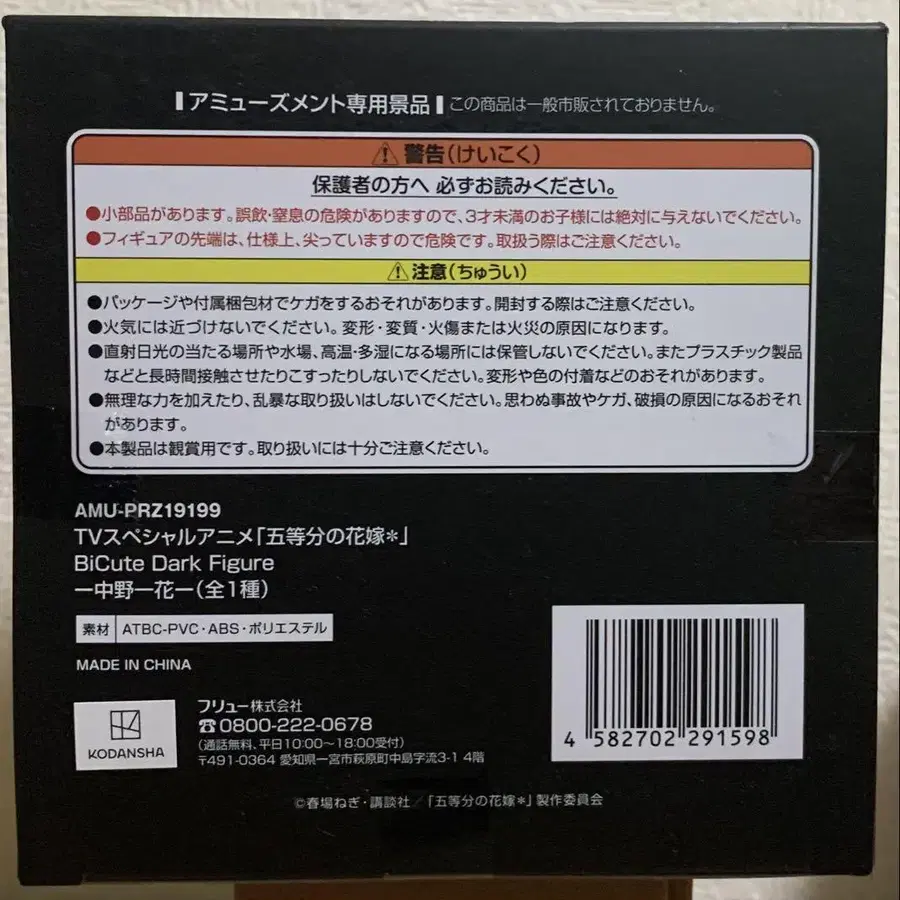 アミューズメント専用景品 この商品は一般市販されておりません。
⚠警告(けいこく)
保護者の方へ 必ずお読みください。
●小部品があります。誤飲・窒息の危険がありますので、3才未満のお子様には絶対に与えないでください。
●フィギュアの先端は、仕様上、尖っていますので危険です。取扱う際はご注意ください。
⚠注意(ちゅうい)
●パッケージや付属梱包材でケガをするおそれがあります。開封する際はご注意ください。
●火気には近づけないでください。変形・変質・火傷または火災の原因になります。
●直射日光の当たる場所や水場、高温・多湿になる場所には保管しないでください。またプラスチック製品
などと長時間接触させたりこすったりしないでください。変形や色の付着などのおそれがあります。
●無理な力を加えたり、乱暴な取り扱いはしないでください。思わぬ事故やケガ、破損の原因になるおそれ
があります。
●本製品は観賞用です。取り扱いには十分ご注意ください。
AMU-PRZ19199
TVスペシャルアニメ「五等分の花嫁*」
BiCute Dark Figure
ー中野一花ー(全1種)
素材 ATBC-PVC・ABS・ポリエステル
MADE IN CHINA
KODANSHA
フリュー株式会社
☎0800-222-0678
(通話無料、平日10:00〜18:00受付)
〒491-0364 愛知県一宮市萩原町中島字流3-1 4階
4 582702 291598
©春場ねぎ・講談社/「五等分の花嫁*」製作委員会